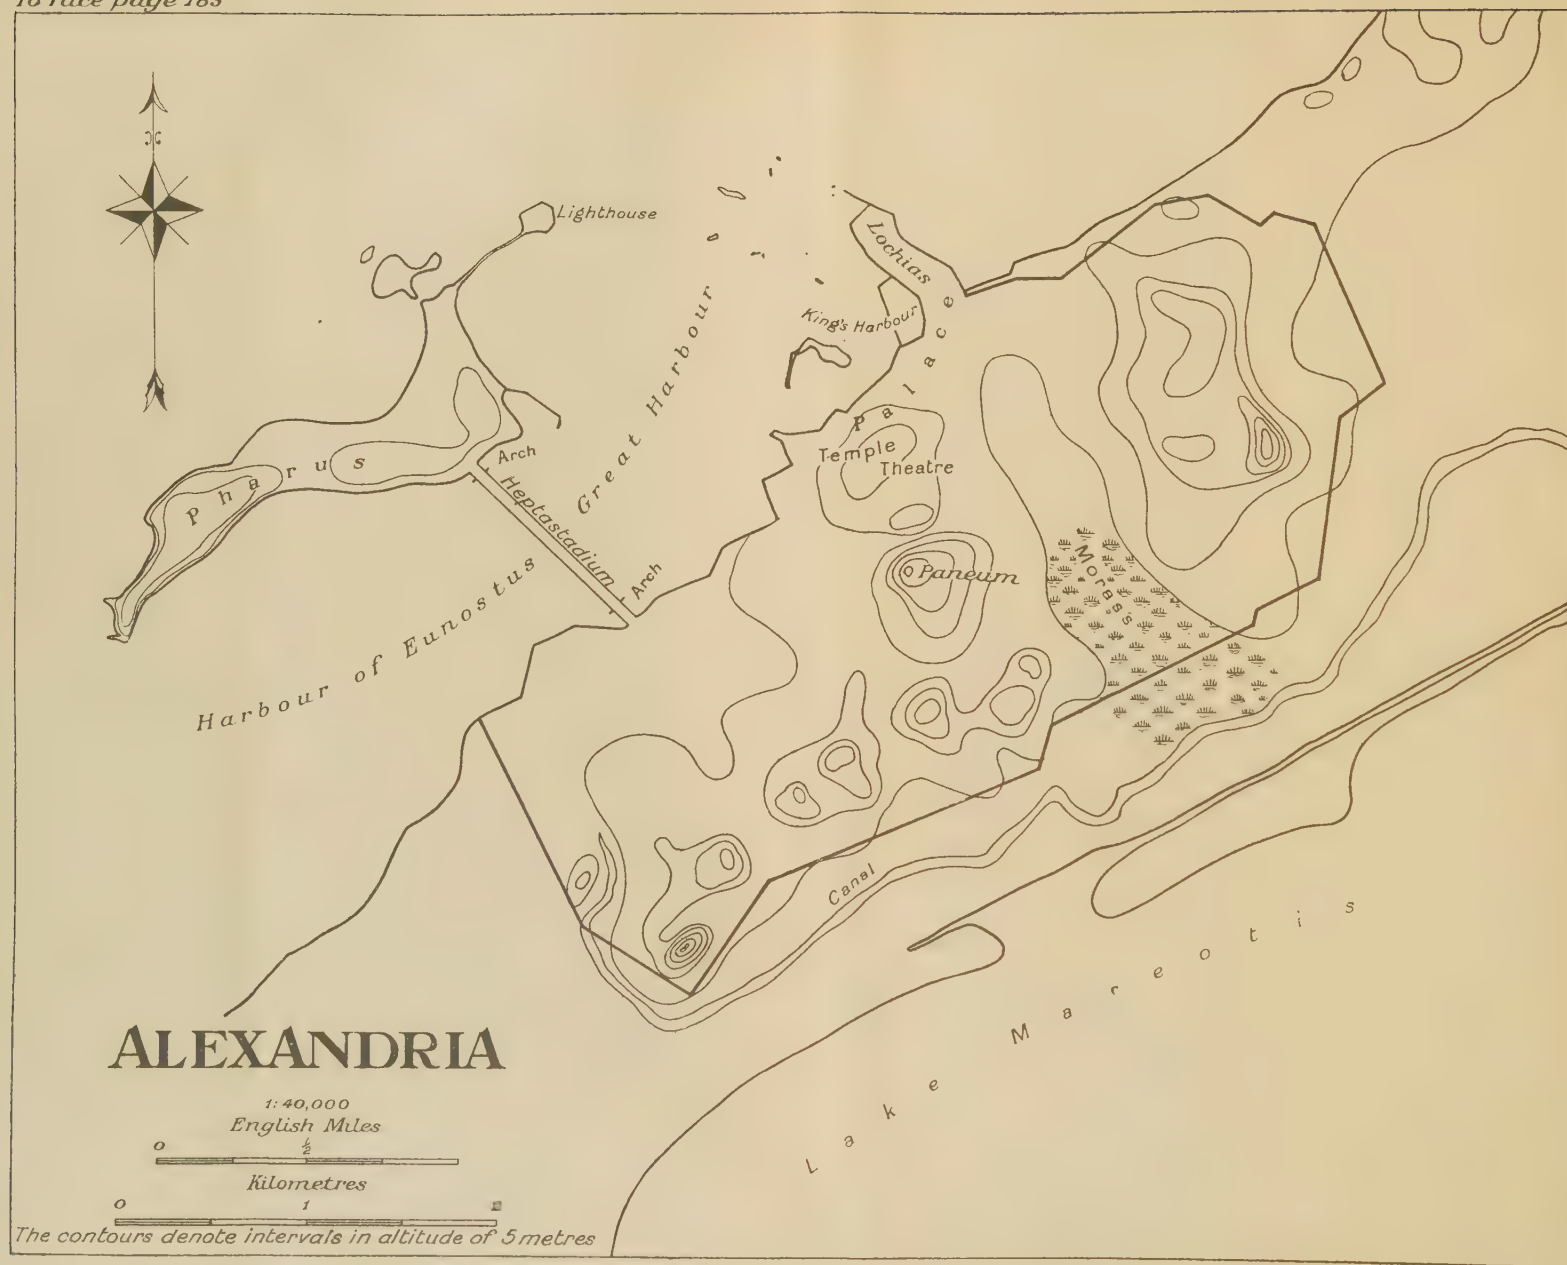 To face page 185
Lighthouse
Lochias
King's Harbour
Great Harbour
Palace
Pharus
Arch
Heptastadium
Arch
Temple
Theatre
Paneum
Morass
Harbour of Eunostus
Canal
Lake Mareotis
ALEXANDRIA
1:40,000
English Miles
0 ½
Kilometres
0 1
The contours denote intervals in altitude of 5 metres